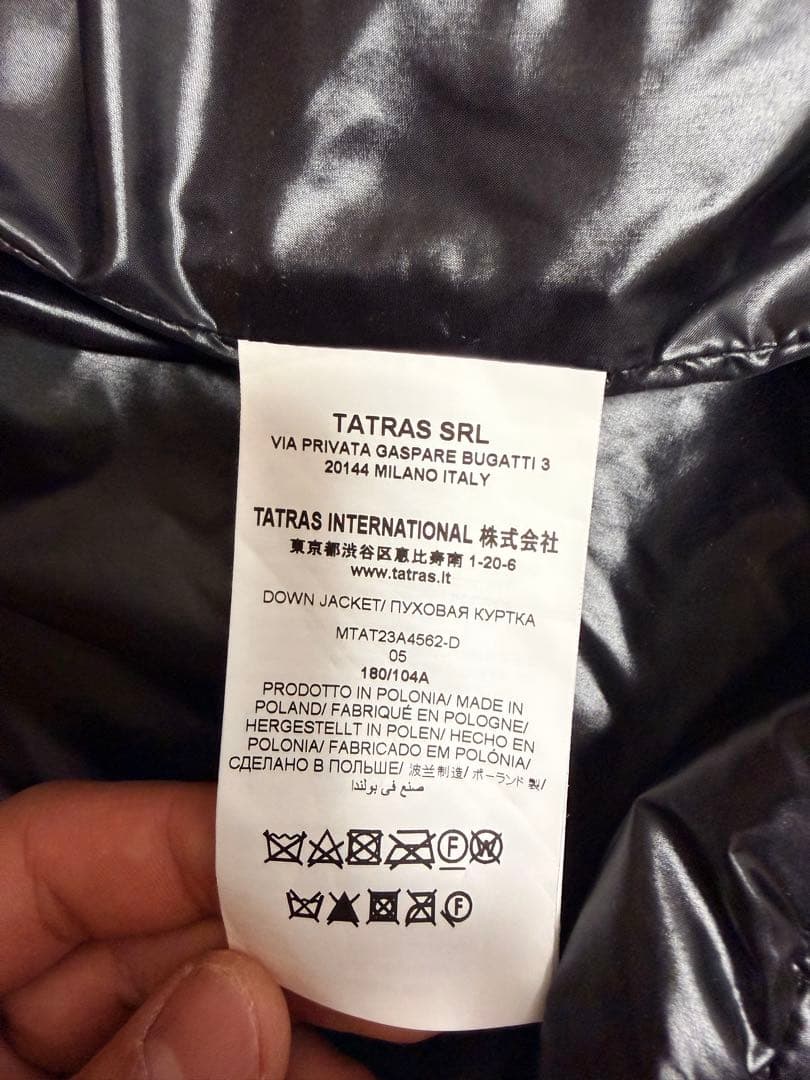 TATRAS SRL
VIA PRIVATA GASPARE BUGATTI 3
20144 MILANO ITALY
TATRAS INTERNATIONAL 株式会社
東京都渋谷区恵比寿南 1-20-6
www.tatras.it
DOWN JACKET/ ПУХОВАЯ КУРТКА
MTAT23A4562-D
05
180/104A
PRODOTTO IN POLONIA/ MADE IN
POLAND/ FABRIQUÉ EN POLOGNE/
HERGESTELLT IN POLEN/ HECHO EN
POLONIA/ FABRICADO EM POLÓNIA/
СДЕЛАНО В ПОЛЬШЕ/ 波兰制造/ ポーランド 製/
صنع في بولندا
F W
F